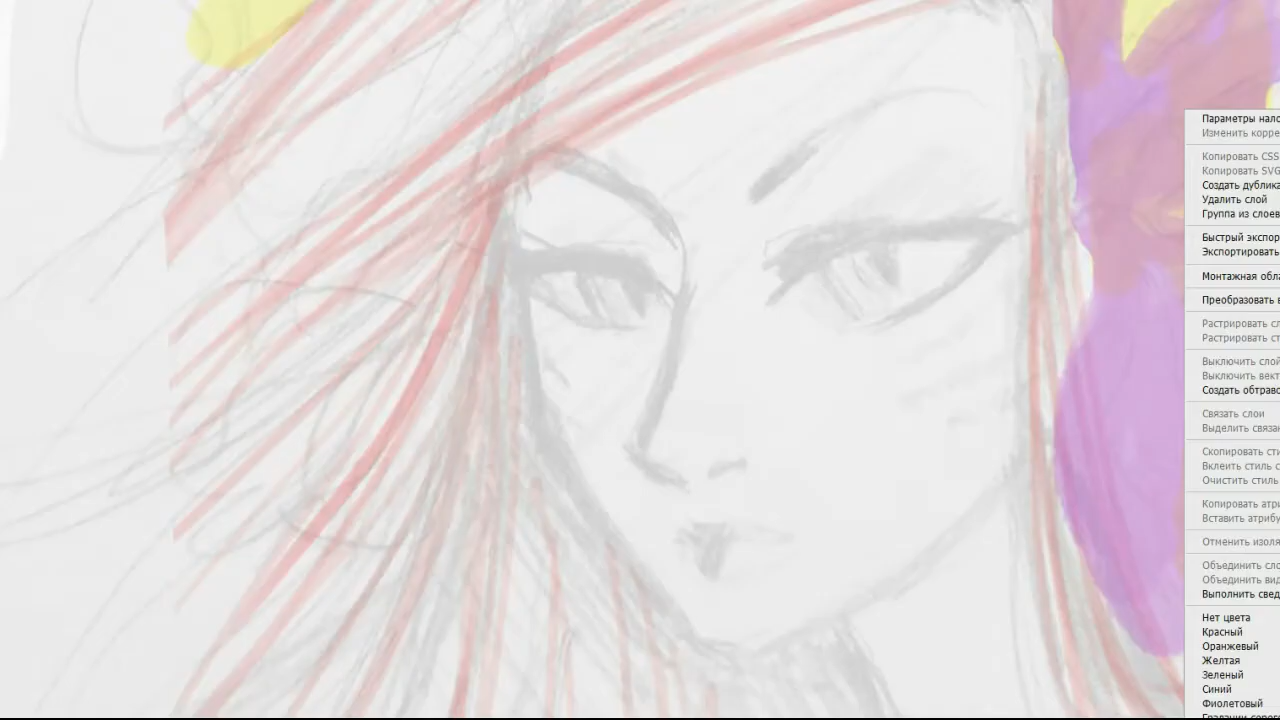 Параметры нало
Изменить корре
Копировать CSS
Копировать SVG
Создать дублика
Удалить слой
Группа из слоев
Быстрый экспор
Экспортировать
Монтажная обла
Преобразовать в
Растрировать сл
Растрировать ст
Выключить слой
Выключить вект
Создать обтраво
Связать слои
Выделить связан
Скопировать сти
Вклеить стиль с
Очистить стиль
Копировать атри
Вставить атрибу
Отменить изоля
Объединить сло
Объединить вид
Выполнить свед
Нет цвета
Красный
Оранжевый
Желтая
Зеленый
Синий
Фиолетовый